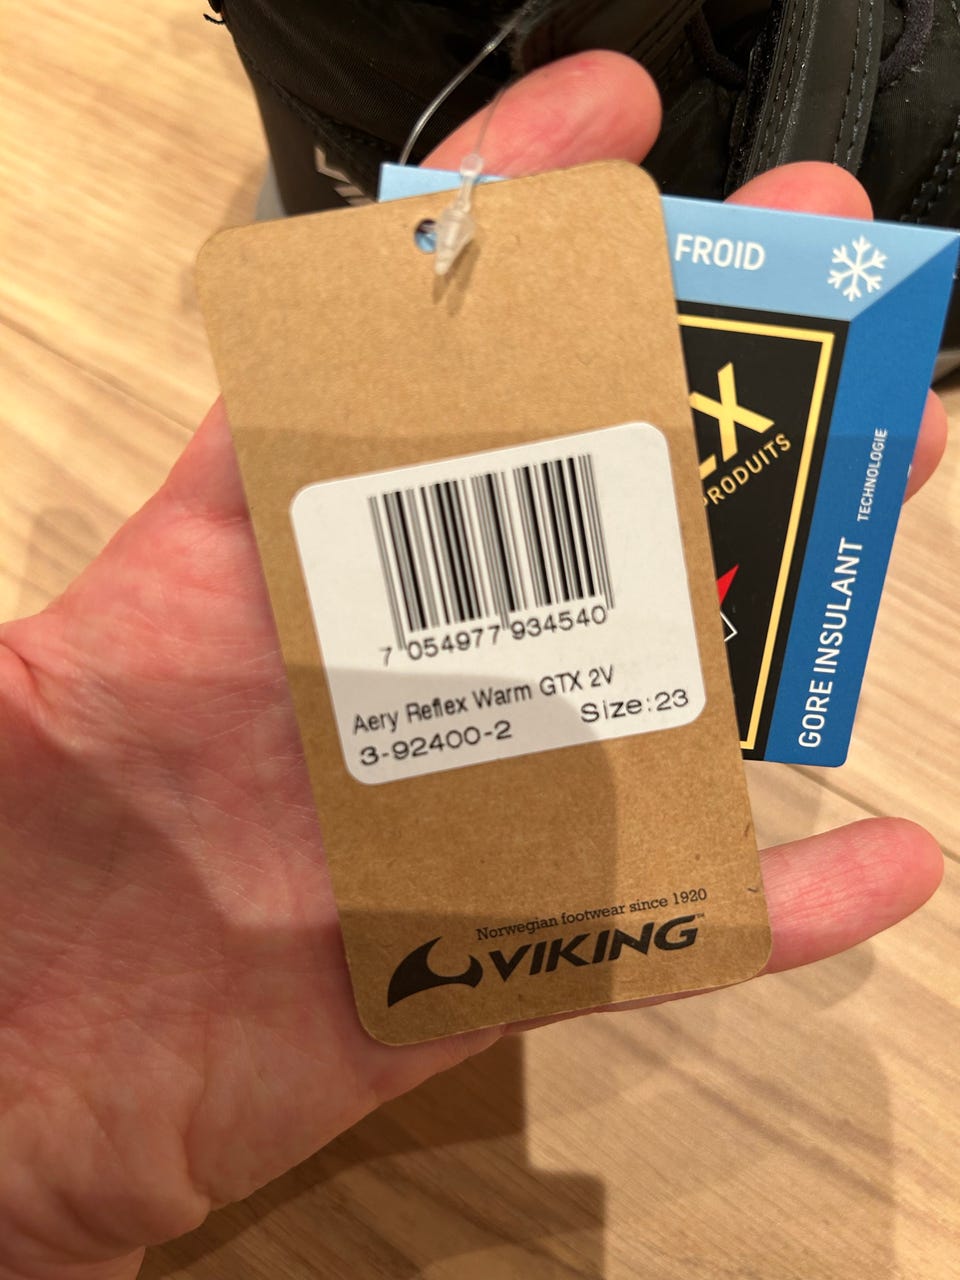 FROID
PRODUITS
TECHNOLOGIE
GORE INSULANT
7 054977 934540
Aery Reflex Warm GTX 2V
3-92400-2 Size:23
Norwegian footwear since 1920
VIKING™